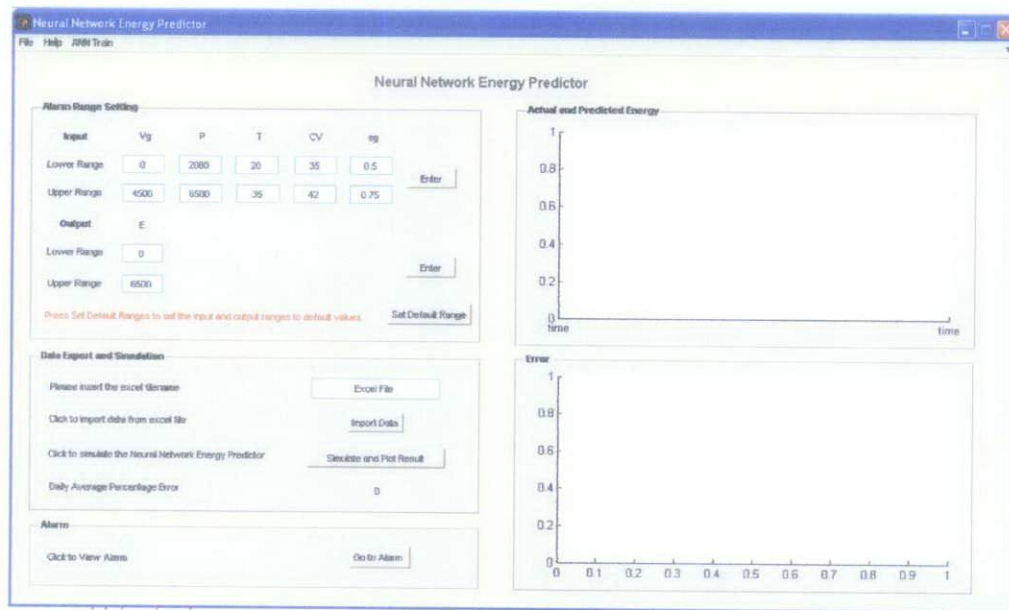 Neural Network Energy Predictor
File Help ANN Train
Neural Network Energy Predictor
Alarm Range Setting
Input Vg P T CV sg
Lower Range 0 2080 20 35 0.5
Enter
Upper Range 4500 6500 35 42 0.75
Output E
Lower Range 0
Enter
Upper Range 6500
Press Set Default Ranges to set the input and output ranges to default values Set Default Range
Data Export and Simulation
Please insert the excel filename Excel File
Click to import data from excel file Import Data
Click to simulate the Neural Network Energy Predictor Simulate and Plot Result
Daily Average Percentage Error 0
Alarm
Click to View Alarm Go to Alarm
Actual and Predicted Energy
1
0.8
0.6
0.4
0.2
0
time time
Error
1
0.8
0.6
0.4
0.2
0
0 0.1 0.2 0.3 0.4 0.5 0.6 0.7 0.8 0.9 1